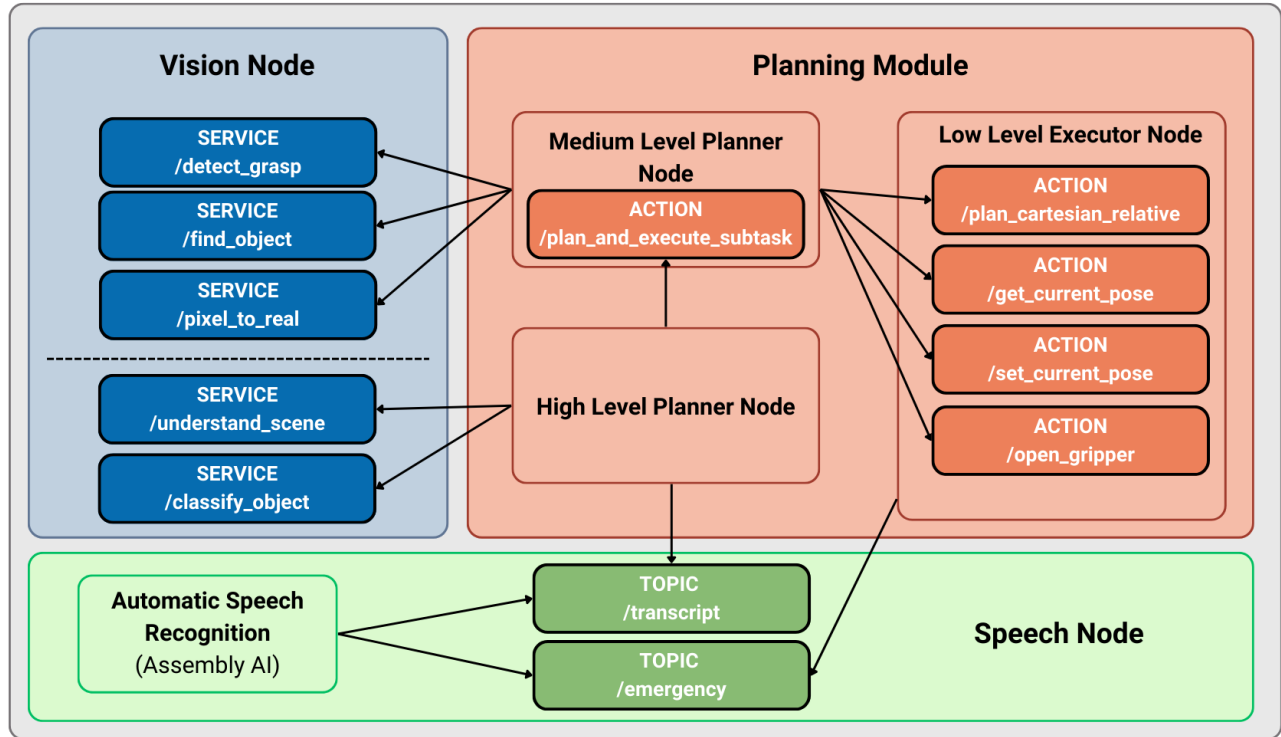 Vision Node
SERVICE
/detect_grasp
SERVICE
/find_object
SERVICE
/pixel_to_real
SERVICE
/understand_scene
SERVICE
/classify_object
Planning Module
Medium Level Planner
Node
ACTION
/plan_and_execute_subtask
High Level Planner Node
Low Level Executor Node
ACTION
/plan_cartesian_relative
ACTION
/get_current_pose
ACTION
/set_current_pose
ACTION
/open_gripper
Automatic Speech
Recognition
(Assembly AI)
TOPIC
/transcript
TOPIC
/emergency
Speech Node